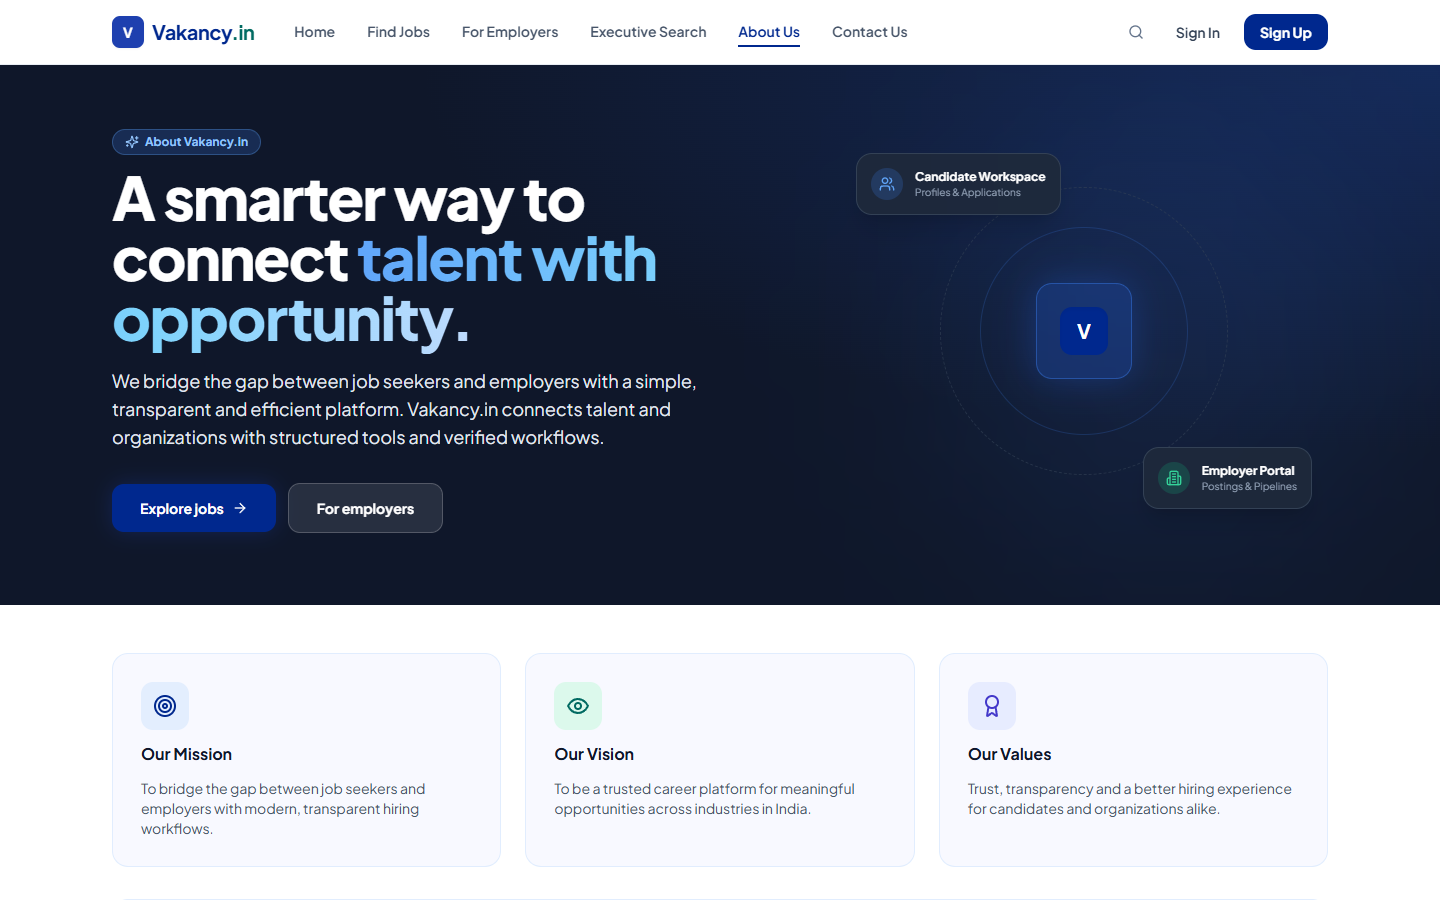 V Vakancy.in Home Find Jobs For Employers Executive Search About Us Contact Us Sign In Sign Up
About Vakancy.in
A smarter way to
connect talent with
opportunity.
We bridge the gap between job seekers and employers with a simple,
transparent and efficient platform. Vakancy.in connects talent and
organizations with structured tools and verified workflows.
Explore jobs
For employers
Candidate Workspace
Profiles & Applications
V
Employer Portal
Postings & Pipelines
Our Mission
To bridge the gap between job seekers and
employers with modern, transparent hiring
workflows.
Our Vision
To be a trusted career platform for meaningful
opportunities across industries in India.
Our Values
Trust, transparency and a better hiring experience
for candidates and organizations alike.